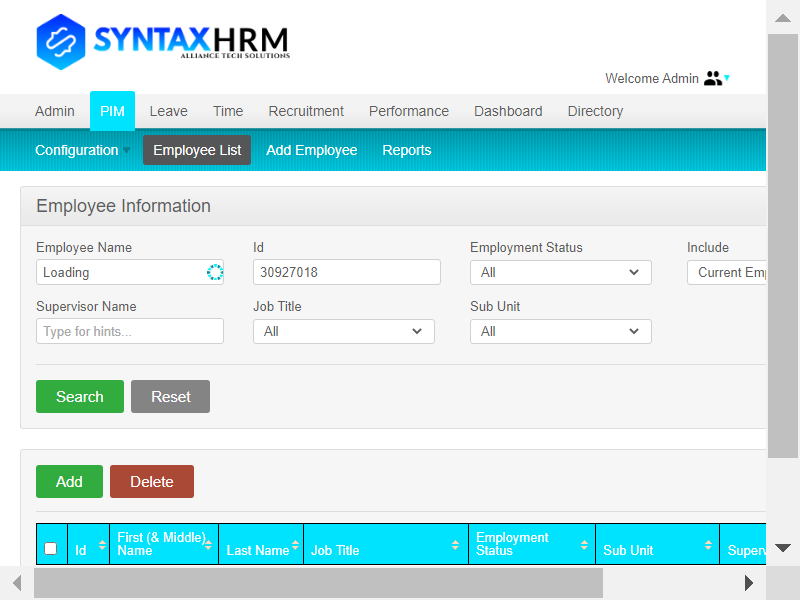 SYNTAXHRM
ALLIANCE TECH SOLUTIONS
Welcome Admin
Admin PIM Leave Time Recruitment Performance Dashboard Directory
Configuration Employee List Add Employee Reports
Employee Information
Employee Name Id Employment Status Include
Loading 30927018 All Current Emp
Supervisor Name Job Title Sub Unit
Type for hints... All All
Search Reset
Add Delete
Id First (& Middle) Name Last Name Job Title Employment Status Sub Unit Superv